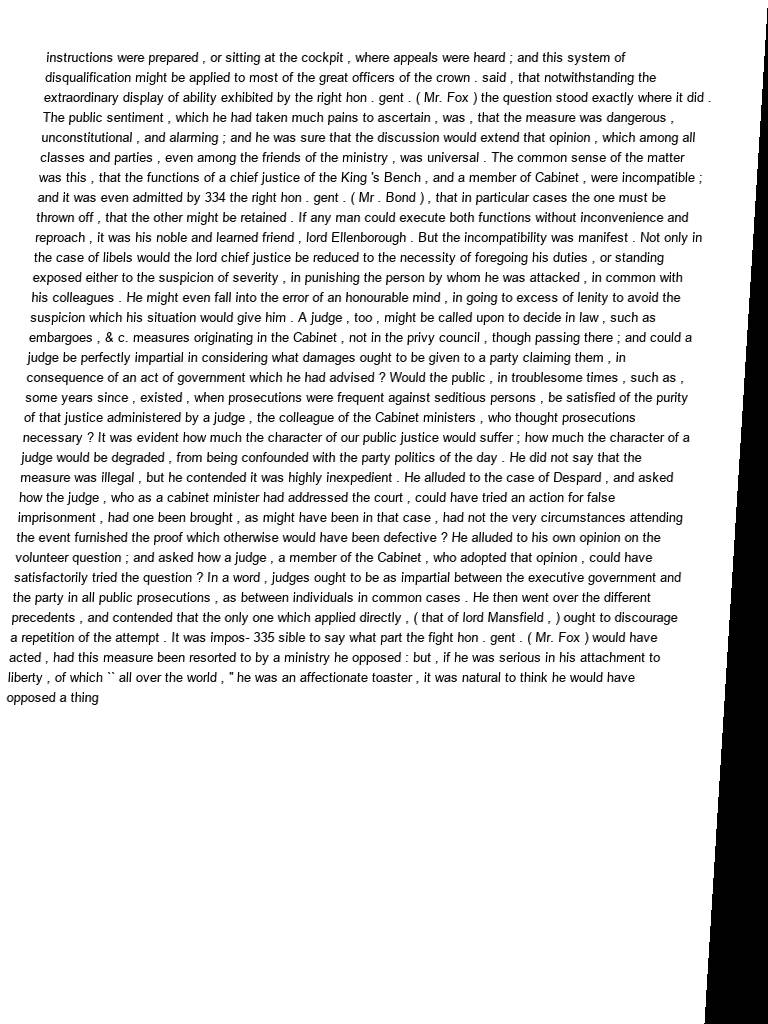 instructions were prepared , or sitting at the cockpit , where appeals were heard ; and this system of
disqualification might be applied to most of the great officers of the crown . said , that notwithstanding the
extraordinary display of ability exhibited by the right hon . gent . ( Mr. Fox ) the question stood exactly where it did .
The public sentiment , which he had taken much pains to ascertain , was , that the measure was dangerous ,
unconstitutional , and alarming ; and he was sure that the discussion would extend that opinion , which among all
classes and parties , even among the friends of the ministry , was universal . The common sense of the matter
was this , that the functions of a chief justice of the King 's Bench , and a member of Cabinet , were incompatible ;
and it was even admitted by 334 the right hon . gent . ( Mr . Bond ) , that in particular cases the one must be
thrown off , that the other might be retained . If any man could execute both functions without inconvenience and
reproach , it was his noble and learned friend , lord Ellenborough . But the incompatibility was manifest . Not only in
the case of libels would the lord chief justice be reduced to the necessity of foregoing his duties , or standing
exposed either to the suspicion of severity , in punishing the person by whom he was attacked , in common with
his colleagues . He might even fall into the error of an honourable mind , in going to excess of lenity to avoid the
suspicion which his situation would give him . A judge , too , might be called upon to decide in law , such as
embargoes , & c. measures originating in the Cabinet , not in the privy council , though passing there ; and could a
judge be perfectly impartial in considering what damages ought to be given to a party claiming them , in
consequence of an act of government which he had advised ? Would the public , in troublesome times , such as ,
some years since , existed , when prosecutions were frequent against seditious persons , be satisfied of the purity
of that justice administered by a judge , the colleague of the Cabinet ministers , who thought prosecutions
necessary ? It was evident how much the character of our public justice would suffer ; how much the character of a
judge would be degraded , from being confounded with the party politics of the day . He did not say that the
measure was illegal , but he contended it was highly inexpedient . He alluded to the case of Despard , and asked
how the judge , who as a cabinet minister had addressed the court , could have tried an action for false
imprisonment , had one been brought , as might have been in that case , had not the very circumstances attending
the event furnished the proof which otherwise would have been defective ? He alluded to his own opinion on the
volunteer question ; and asked how a judge , a member of the Cabinet , who adopted that opinion , could have
satisfactorily tried the question ? In a word , judges ought to be as impartial between the executive government and
the party in all public prosecutions , as between individuals in common cases . He then went over the different
precedents , and contended that the only one which applied directly , ( that of lord Mansfield , ) ought to discourage
a repetition of the attempt . It was impos- 335 sible to say what part the fight hon . gent . ( Mr. Fox ) would have
acted , had this measure been resorted to by a ministry he opposed : but , if he was serious in his attachment to
liberty , of which `` all over the world , " he was an affectionate toaster , it was natural to think he would have
opposed a thing